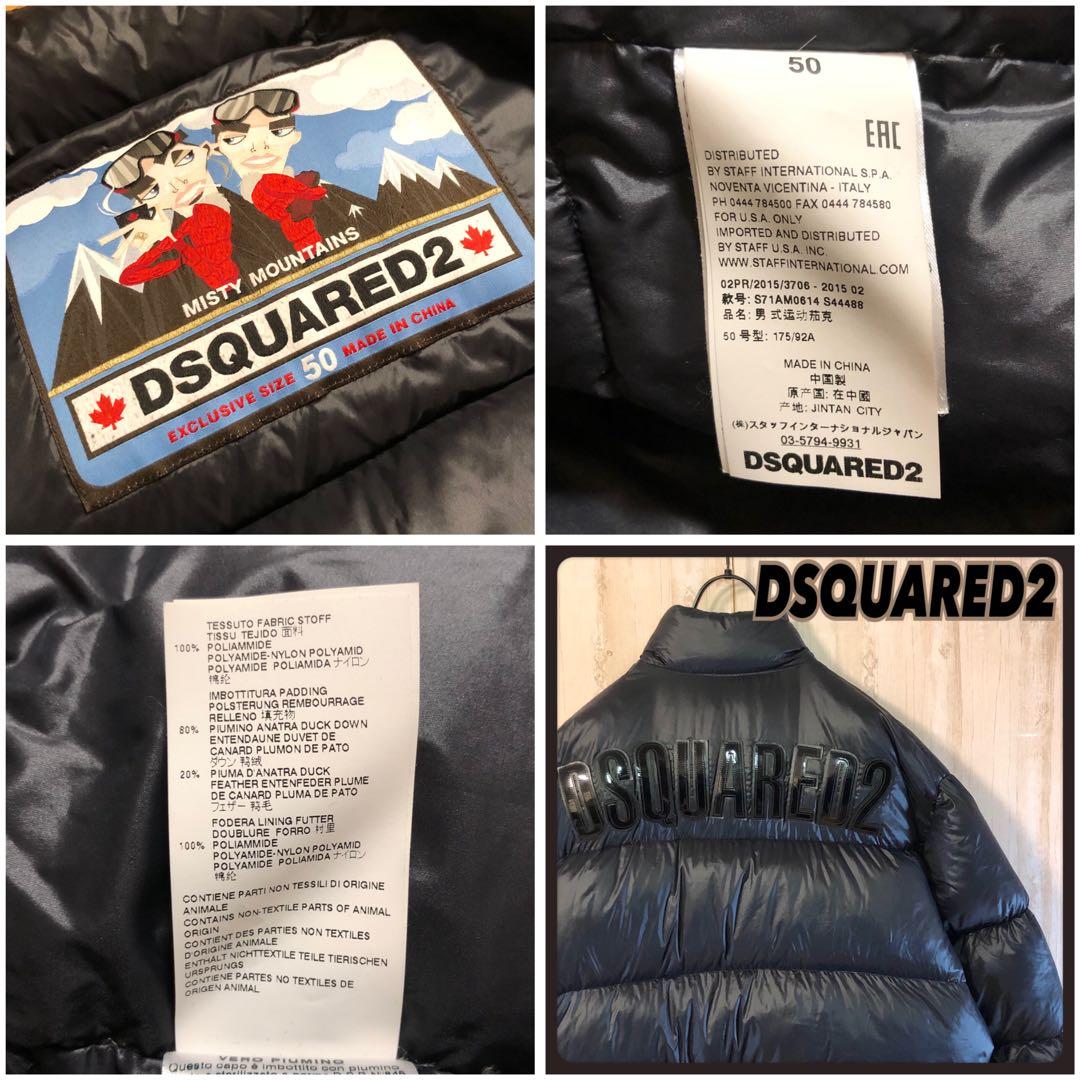 MISTY MOUNTAINS
DSQUARED2
EXCLUSIVE SIZE 50 MADE IN CHINA
50
EAC
DISTRIBUTED
BY STAFF INTERNATIONAL S.P.A.
NOVENTA VICENTINA - ITALY
PH 0444 784500 FAX 0444 784580
FOR U.S.A. ONLY
IMPORTED AND DISTRIBUTED
BY STAFF U.S.A. INC.
WWW.STAFFINTERNATIONAL.COM
02PR/2015/3706 - 2015 02
款号: S71AM0614 S44488
品名: 男式运动茄克
50 号型: 175/92A
MADE IN CHINA
中国製
原产国: 在中國
产地: JINTAN CITY
(株)スタッフインターナショナルジャパン
03-5794-9931
DSQUARED2
TESSUTO FABRIC STOFF
TISSU TEJIDO 面料
100% POLIAMMIDE
POLYAMIDE-NYLON POLYAMID
POLYAMIDE POLIAMIDA ナイロン
锦纶
IMBOTTITURA PADDING
POLSTERUNG REMBOURRAGE
RELLENO 填充物
80% PIUMINO ANATRA DUCK DOWN
ENTENDAUNE DUVET DE
CANARD PLUMON DE PATO
ダウン 鸭绒
20% PIUMA D'ANATRA DUCK
FEATHER ENTENFEDER PLUME
DE CANARD PLUMA DE PATO
フェザー 鸭毛
FODERA LINING FUTTER
DOUBLURE FORRO 衬里
100% POLIAMMIDE
POLYAMIDE-NYLON POLYAMID
POLYAMIDE POLIAMIDA ナイロン
锦纶
CONTIENE PARTI NON TESSILI DI ORIGINE
ANIMALE
CONTAINS NON-TEXTILE PARTS OF ANIMAL
ORIGIN
CONTIENT DES PARTIES NON TEXTILES
D'ORIGINE ANIMALE
ENTHÄLT NICHTTEXTILE TEILE TIERISCHEN
URSPRUNGS
CONTIENE PARTES NO TEXTILES DE
ORIGEN ANIMAL
VERO PIUMINO
Questo capo è imbottito con piumino
DSQUARED2
DSQUARED2